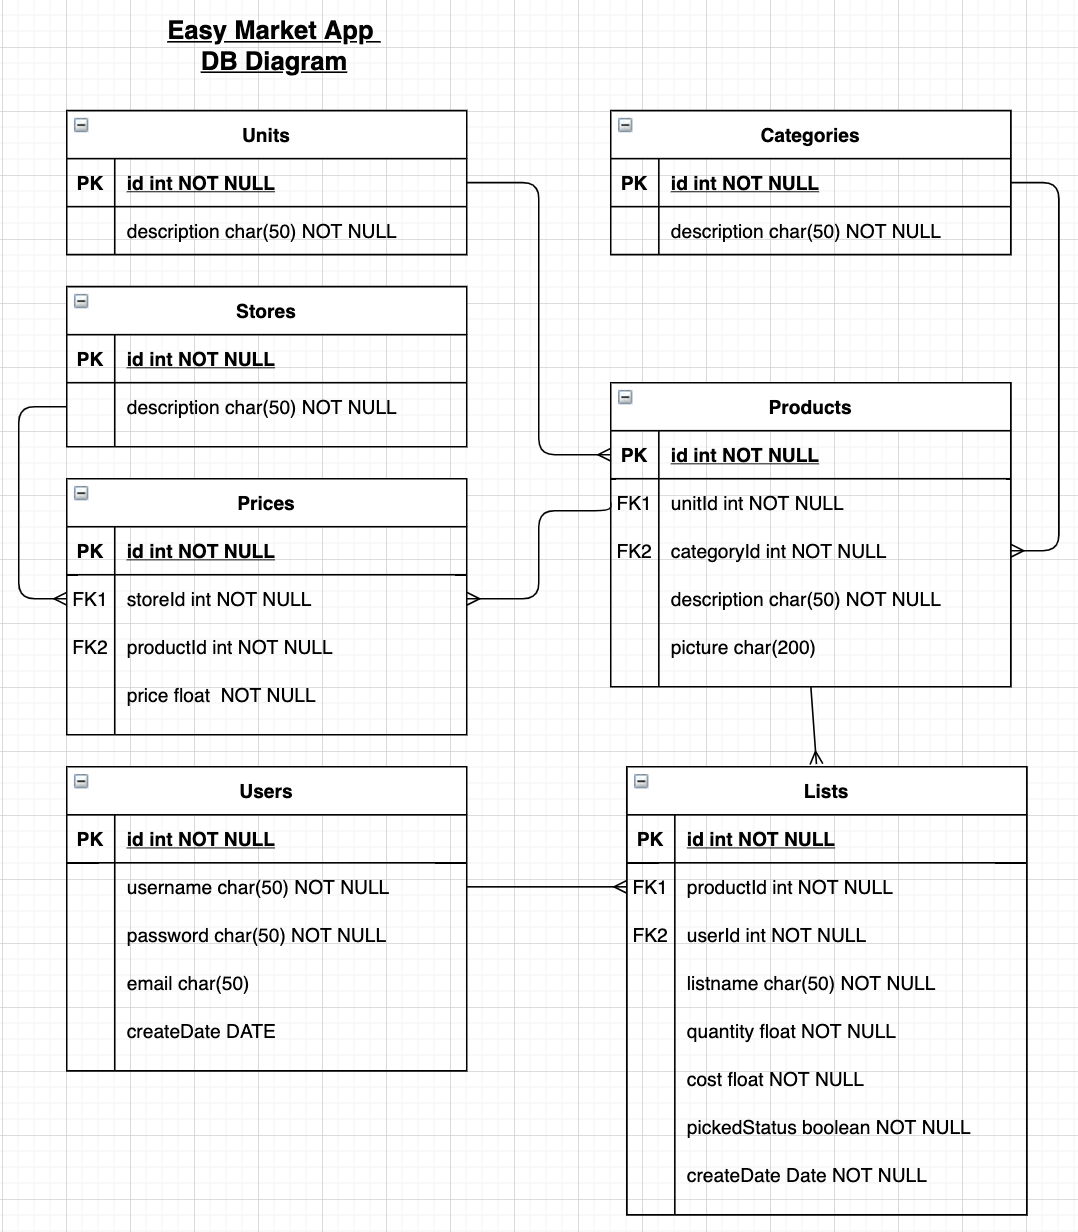 Easy Market App
DB Diagram
Units
PK id int NOT NULL
description char(50) NOT NULL
Categories
PK id int NOT NULL
description char(50) NOT NULL
Stores
PK id int NOT NULL
description char(50) NOT NULL
Products
PK id int NOT NULL
FK1 unitId int NOT NULL
FK2 categoryId int NOT NULL
description char(50) NOT NULL
picture char(200)
Prices
PK id int NOT NULL
FK1 storeId int NOT NULL
FK2 productId int NOT NULL
price float  NOT NULL
Users
PK id int NOT NULL
username char(50) NOT NULL
password char(50) NOT NULL
email char(50)
createDate DATE
Lists
PK id int NOT NULL
FK1 productId int NOT NULL
FK2 userId int NOT NULL
listname char(50) NOT NULL
quantity float NOT NULL
cost float NOT NULL
pickedStatus boolean NOT NULL
createDate Date NOT NULL